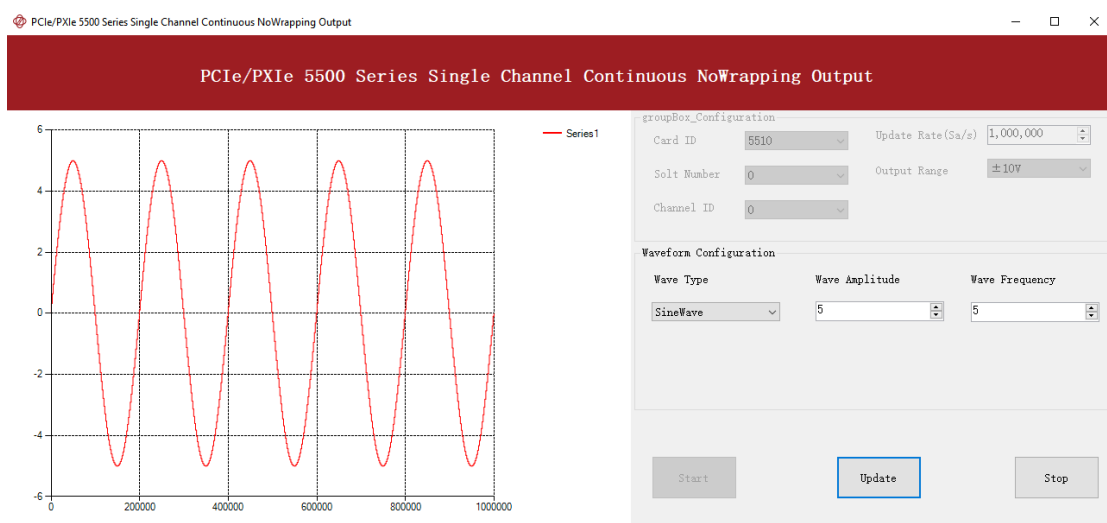 PCIe/PXIe 5500 Series Single Channel Continuous NoWrapping Output
PCIe/PXIe 5500 Series Single Channel Continuous NoWrapping Output
6
4
2
0
-2
-4
-6
0 200000 400000 600000 800000 1000000
Series1
groupBox_Configuration
Card ID 5510 Update Rate(Sa/s) 1,000,000
Solt Number 0 Output Range ±10V
Channel ID 0
Waveform Configuration
Wave Type Wave Amplitude Wave Frequency
SineWave 5 5
Start Update Stop